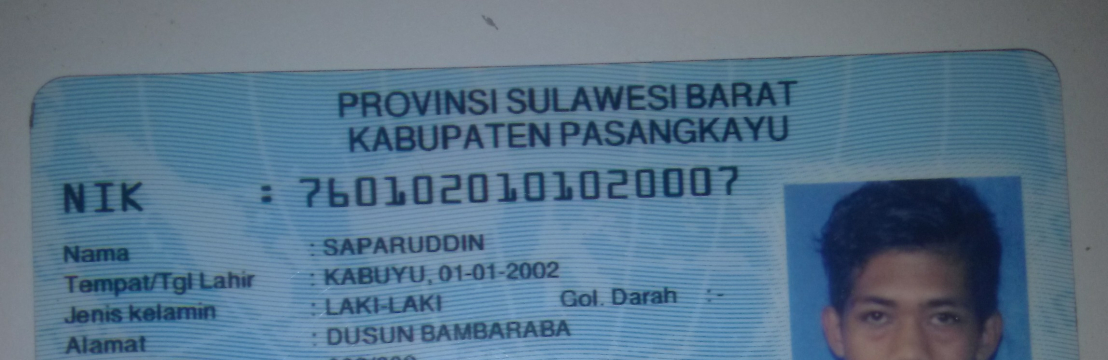 PROVINSI SULAWESI BARAT
KABUPATEN PASANGKAYU
NIK : 7601020101020007
Nama : SAPARUDDIN
Tempat/Tgl Lahir : KABUYU, 01-01-2002
Jenis kelamin : LAKI-LAKI Gol. Darah : -
Alamat : DUSUN BAMBARABA